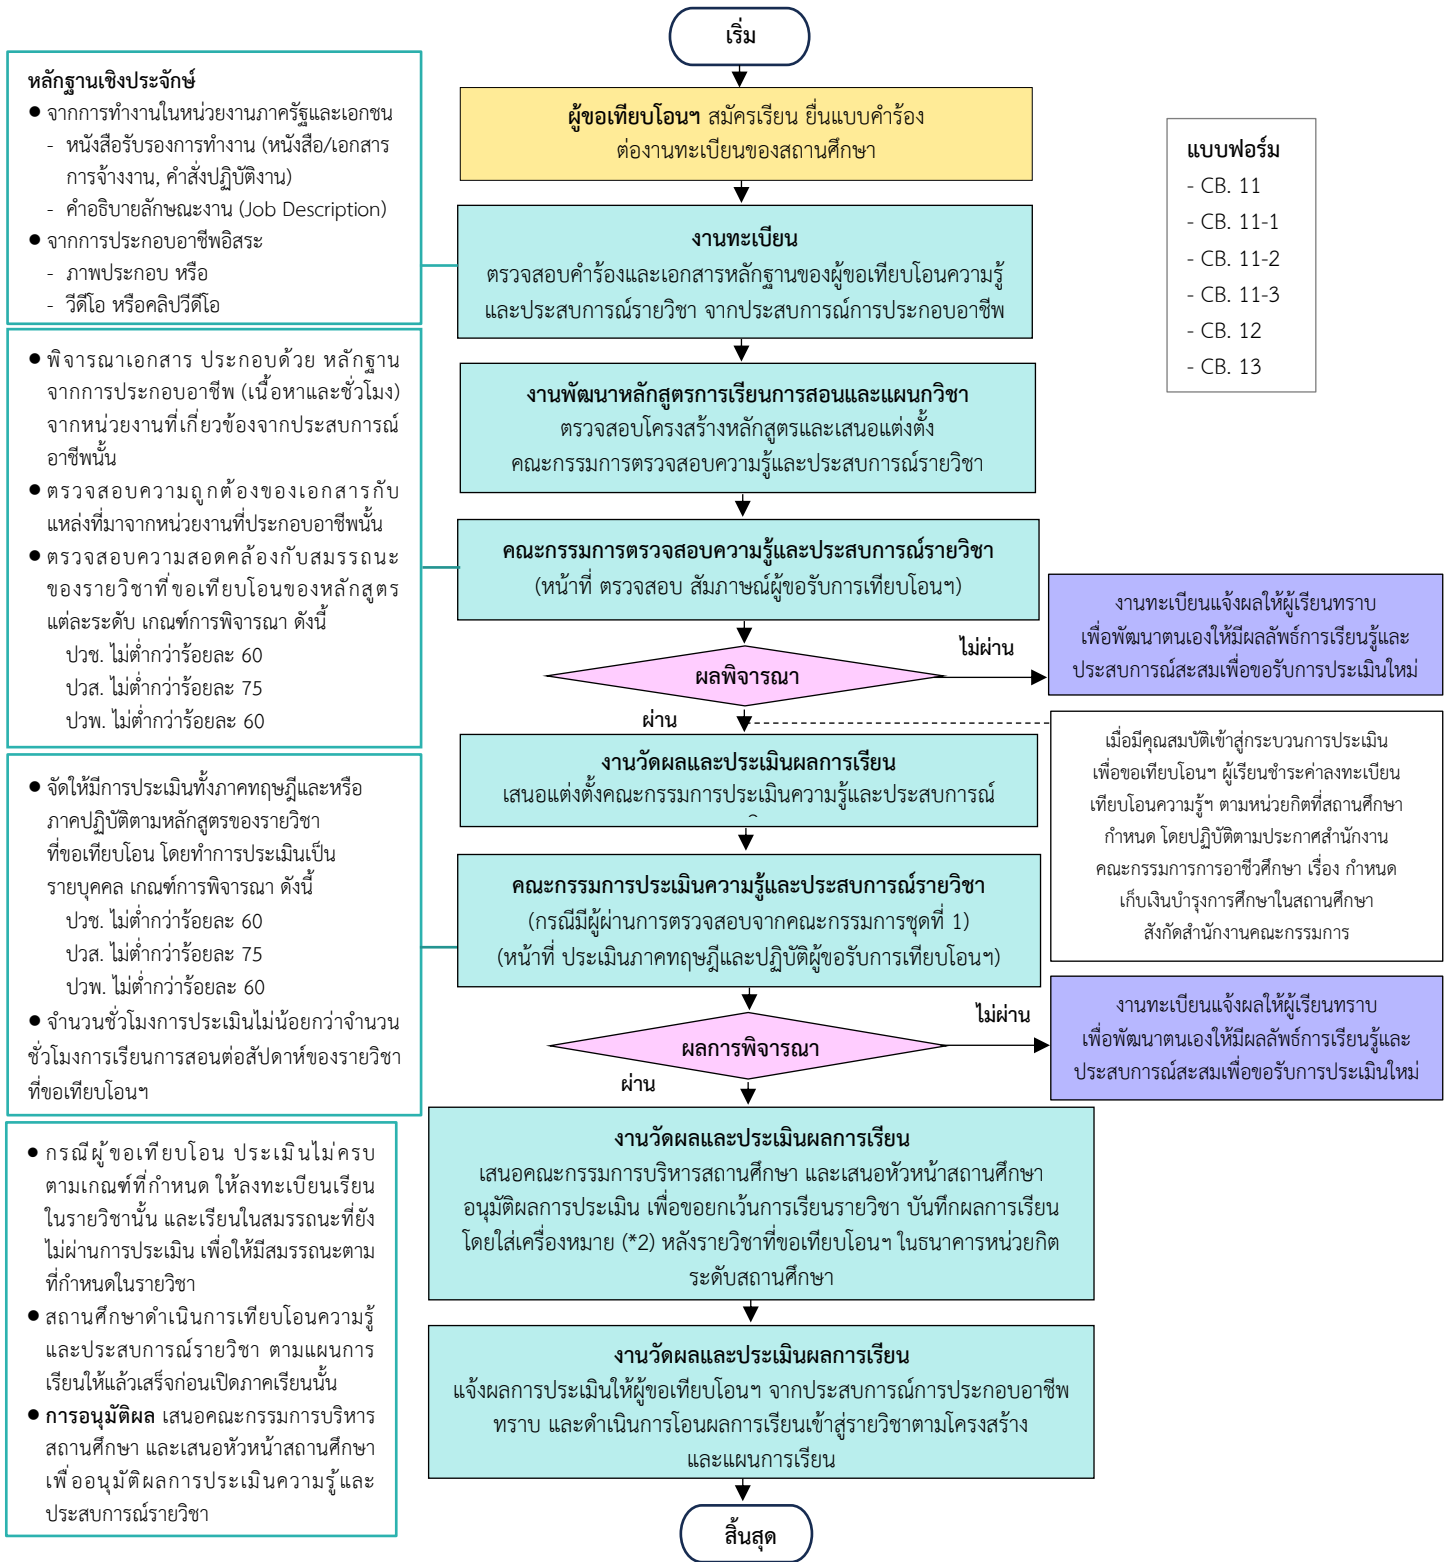 เริ่ม
หลักฐานเชิงประจักษ์
● จากการทำงานในหน่วยงานภาครัฐและเอกชน
- หนังสือรับรองการทำงาน (หนังสือ/เอกสาร
การจ้างงาน, คำสั่งปฏิบัติงาน)
- คำอธิบายลักษณะงาน (Job Description)
● จากการประกอบอาชีพอิสระ
- ภาพประกอบ หรือ
- วีดีโอ หรือคลิปวีดีโอ
ผู้ขอเทียบโอนฯ สมัครเรียน ยื่นแบบคำร้อง
ต่องานทะเบียนของสถานศึกษา
แบบฟอร์ม
- CB. 11
- CB. 11-1
- CB. 11-2
- CB. 11-3
- CB. 12
- CB. 13
งานทะเบียน
ตรวจสอบคำร้องและเอกสารหลักฐานของผู้ขอเทียบโอนความรู้
และประสบการณ์รายวิชา จากประสบการณ์การประกอบอาชีพ
● พิจารณาเอกสาร ประกอบด้วย หลักฐาน
จากการประกอบอาชีพ (เนื้อหาและชั่วโมง)
จากหน่วยงานที่เกี่ยวข้องจากประสบการณ์
อาชีพนั้น
● ตรวจสอบความถูกต้องของเอกสารกับ
แหล่งที่มาจากหน่วยงานที่ประกอบอาชีพนั้น
● ตรวจสอบความสอดคล้องกับสมรรถนะ
ของรายวิชาที่ขอเทียบโอนของหลักสูตร
แต่ละระดับ เกณฑ์การพิจารณา ดังนี้
ปวช. ไม่ต่ำกว่าร้อยละ 60
ปวส. ไม่ต่ำกว่าร้อยละ 75
ปวพ. ไม่ต่ำกว่าร้อยละ 60
งานพัฒนาหลักสูตรการเรียนการสอนและแผนกวิชา
ตรวจสอบโครงสร้างหลักสูตรและเสนอแต่งตั้ง
คณะกรรมการตรวจสอบความรู้และประสบการณ์รายวิชา
คณะกรรมการตรวจสอบความรู้และประสบการณ์รายวิชา
(หน้าที่ ตรวจสอบ สัมภาษณ์ผู้ขอรับการเทียบโอนฯ)
ผลพิจารณา
ไม่ผ่าน
งานทะเบียนแจ้งผลให้ผู้เรียนทราบ
เพื่อพัฒนาตนเองให้มีผลลัพธ์การเรียนรู้และ
ประสบการณ์สะสมเพื่อขอรับการประเมินใหม่
ผ่าน
งานวัดผลและประเมินผลการเรียน
เสนอแต่งตั้งคณะกรรมการประเมินความรู้และประสบการณ์
เมื่อมีคุณสมบัติเข้าสู่กระบวนการประเมิน
เพื่อขอเทียบโอนฯ ผู้เรียนชำระค่าลงทะเบียน
เทียบโอนความรู้ฯ ตามหน่วยกิตที่สถานศึกษา
กำหนด โดยปฏิบัติตามประกาศสำนักงาน
คณะกรรมการการอาชีวศึกษา เรื่อง กำหนด
เก็บเงินบำรุงการศึกษาในสถานศึกษา
สังกัดสำนักงานคณะกรรมการ
● จัดให้มีการประเมินทั้งภาคทฤษฎีและหรือ
ภาคปฏิบัติตามหลักสูตรของรายวิชา
ที่ขอเทียบโอน โดยทำการประเมินเป็น
รายบุคคล เกณฑ์การพิจารณา ดังนี้
ปวช. ไม่ต่ำกว่าร้อยละ 60
ปวส. ไม่ต่ำกว่าร้อยละ 75
ปวพ. ไม่ต่ำกว่าร้อยละ 60
● จำนวนชั่วโมงการประเมินไม่น้อยกว่าจำนวน
ชั่วโมงการเรียนการสอนต่อสัปดาห์ของรายวิชา
ที่ขอเทียบโอนฯ
คณะกรรมการประเมินความรู้และประสบการณ์รายวิชา
(กรณีมีผู้ผ่านการตรวจสอบจากคณะกรรมการชุดที่ 1)
(หน้าที่ ประเมินภาคทฤษฎีและปฏิบัติผู้ขอรับการเทียบโอนฯ)
ผลการพิจารณา
ไม่ผ่าน
งานทะเบียนแจ้งผลให้ผู้เรียนทราบ
เพื่อพัฒนาตนเองให้มีผลลัพธ์การเรียนรู้และ
ประสบการณ์สะสมเพื่อขอรับการประเมินใหม่
ผ่าน
งานวัดผลและประเมินผลการเรียน
เสนอคณะกรรมการบริหารสถานศึกษา และเสนอหัวหน้าสถานศึกษา
อนุมัติผลการประเมิน เพื่อขอยกเว้นการเรียนรายวิชา บันทึกผลการเรียน
โดยใส่เครื่องหมาย (*2) หลังรายวิชาที่ขอเทียบโอนฯ ในธนาคารหน่วยกิต
ระดับสถานศึกษา
● กรณีผู้ขอเทียบโอน ประเมินไม่ครบ
ตามเกณฑ์ที่กำหนด ให้ลงทะเบียนเรียน
ในรายวิชานั้น และเรียนในสมรรถนะที่ยัง
ไม่ผ่านการประเมิน เพื่อให้มีสมรรถนะตาม
ที่กำหนดในรายวิชา
● สถานศึกษาดำเนินการเทียบโอนความรู้
และประสบการณ์รายวิชา ตามแผนการ
เรียนให้แล้วเสร็จก่อนเปิดภาคเรียนนั้น
● การอนุมัติผล เสนอคณะกรรมการบริหาร
สถานศึกษา และเสนอหัวหน้าสถานศึกษา
เพื่ออนุมัติผลการประเมินความรู้และ
ประสบการณ์รายวิชา
งานวัดผลและประเมินผลการเรียน
แจ้งผลการประเมินให้ผู้ขอเทียบโอนฯ จากประสบการณ์การประกอบอาชีพ
ทราบ และดำเนินการโอนผลการเรียนเข้าสู่รายวิชาตามโครงสร้าง
และแผนการเรียน
สิ้นสุด